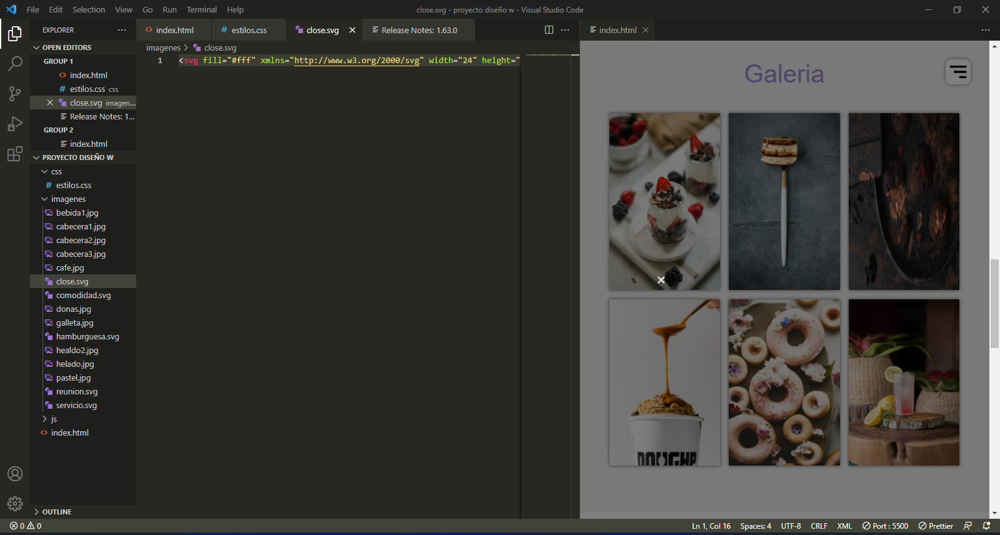 File Edit Selection View Go Run Terminal Help
close.svg - proyecto diseño w - Visual Studio Code
EXPLORER
index.html
estilos.css
close.svg
Release Notes: 1.63.0
index.html
OPEN EDITORS
imagenes > close.svg
GROUP 1
1 <svg fill="#fff" xmlns="http://www.w3.org/2000/svg" width="24" height="
index.html
estilos.css css
close.svg imagen...
Release Notes: 1...
GROUP 2
index.html
PROYECTO DISEÑO W
css
estilos.css
imagenes
bebida1.jpg
cabecera1.jpg
cabecera2.jpg
cabecera3.jpg
cafe.jpg
close.svg
comodidad.svg
donas.jpg
galleta.jpg
hamburguesa.svg
healdo2.jpg
helado.jpg
pastel.jpg
reunion.svg
servicio.svg
js
index.html
OUTLINE
Galeria
0 0
Ln 1, Col 16 Spaces: 4 UTF-8 CRLF XML Port : 5500 Prettier